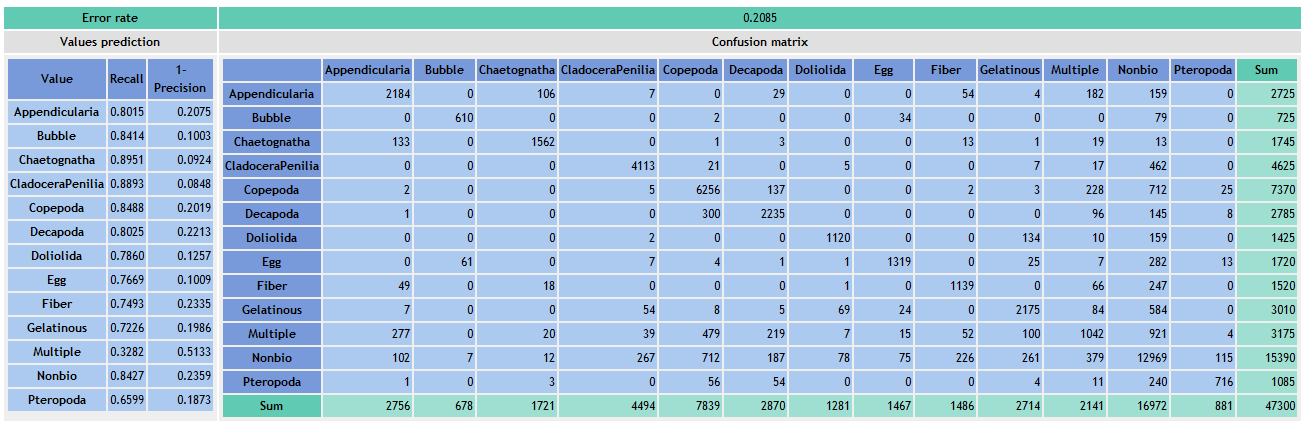 Error rate 0.2085
Values prediction Confusion matrix
Value Recall 1-Precision
Appendicularia 0.8015 0.2075
Bubble 0.8414 0.1003
Chaetognatha 0.8951 0.0924
CladoceraPenilia 0.8893 0.0848
Copepoda 0.8488 0.2019
Decapoda 0.8025 0.2213
Doliolida 0.7860 0.1257
Egg 0.7669 0.1009
Fiber 0.7493 0.2335
Gelatinous 0.7226 0.1986
Multiple 0.3282 0.5133
Nonbio 0.8427 0.2359
Pteropoda 0.6599 0.1873
Appendicularia Bubble Chaetognatha CladoceraPenilia Copepoda Decapoda Doliolida Egg Fiber Gelatinous Multiple Nonbio Pteropoda Sum
Appendicularia 2184 0 106 7 0 29 0 0 54 4 182 159 0 2725
Bubble 0 610 0 0 2 0 0 34 0 0 0 79 0 725
Chaetognatha 133 0 1562 0 1 3 0 0 13 1 19 13 0 1745
CladoceraPenilia 0 0 0 4113 21 0 5 0 0 7 17 462 0 4625
Copepoda 2 0 0 5 6256 137 0 0 2 3 228 712 25 7370
Decapoda 1 0 0 0 300 2235 0 0 0 0 96 145 8 2785
Doliolida 0 0 0 2 0 0 1120 0 0 134 10 159 0 1425
Egg 0 61 0 7 4 1 1 1319 0 25 7 282 13 1720
Fiber 49 0 18 0 0 0 1 0 1139 0 66 247 0 1520
Gelatinous 7 0 0 54 8 5 69 24 0 2175 84 584 0 3010
Multiple 277 0 20 39 479 219 7 15 52 100 1042 921 4 3175
Nonbio 102 7 12 267 712 187 78 75 226 261 379 12969 115 15390
Pteropoda 1 0 3 0 56 54 0 0 0 4 11 240 716 1085
Sum 2756 678 1721 4494 7839 2870 1281 1467 1486 2714 2141 16972 881 47300